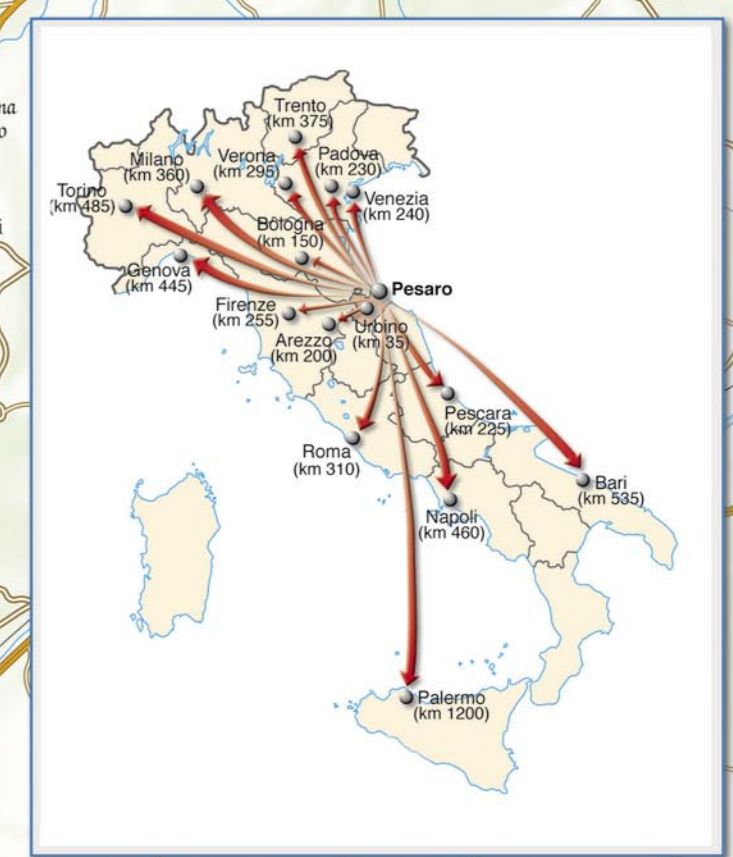 Trento
(km 375)
Milano
(km 360)
Verona
(km 295)
Padova
(km 230)
Torino
(km 485)
Venezia
(km 240)
Bologna
(km 150)
Genova
(km 445)
Pesaro
Firenze
(km 255)
Urbino
(km 35)
Arezzo
(km 200)
Pescara
(km 225)
Roma
(km 310)
Bari
(km 535)
Napoli
(km 460)
Palermo
(km 1200)